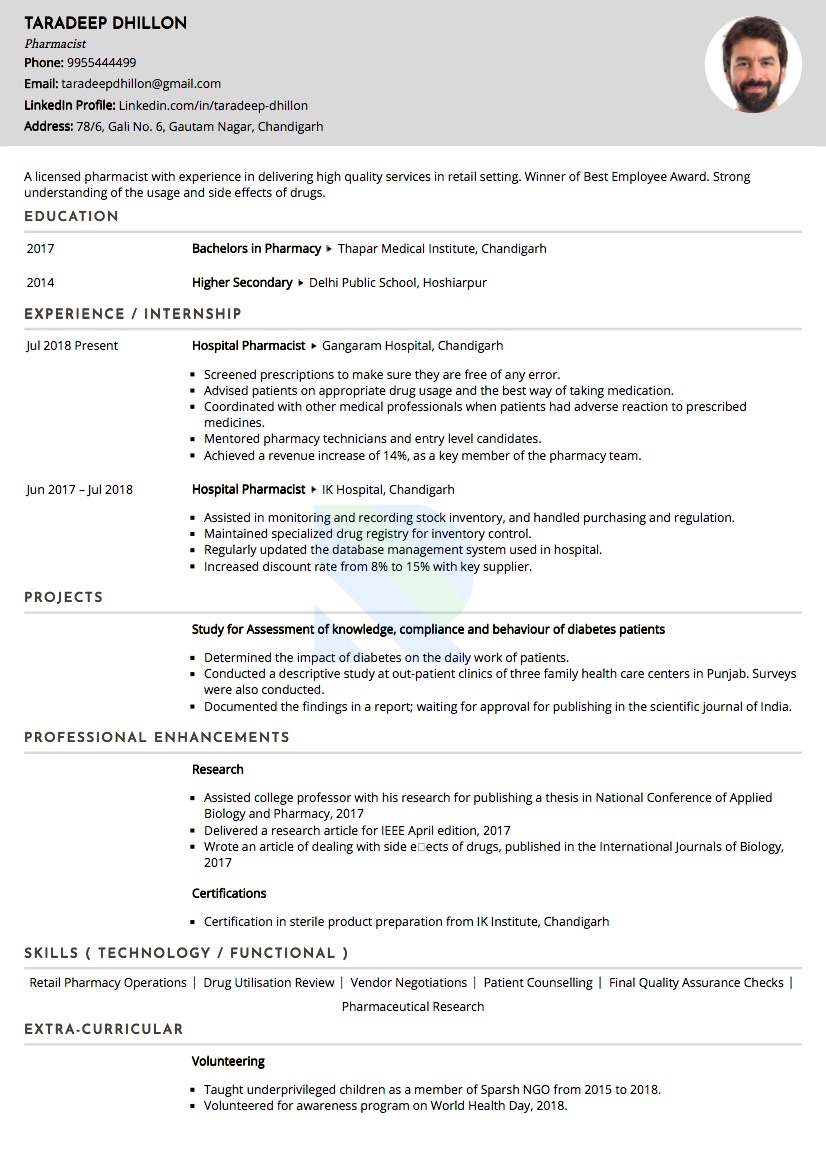 TARADEEP DHILLON
Pharmacist
Phone: 9955444499
Email: taradeepdhillon@gmail.com
LinkedIn Profile: Linkedin.com/in/taradeep-dhillon
Address: 78/6, Gali No. 6, Gautam Nagar, Chandigarh
A licensed pharmacist with experience in delivering high quality services in retail setting. Winner of Best Employee Award. Strong
understanding of the usage and side effects of drugs.
EDUCATION
2017 Bachelors in Pharmacy ▸ Thapar Medical Institute, Chandigarh
2014 Higher Secondary ▸ Delhi Public School, Hoshiarpur
EXPERIENCE / INTERNSHIP
Jul 2018 Present Hospital Pharmacist ▸ Gangaram Hospital, Chandigarh
▪ Screened prescriptions to make sure they are free of any error.
▪ Advised patients on appropriate drug usage and the best way of taking medication.
▪ Coordinated with other medical professionals when patients had adverse reaction to prescribed
medicines.
▪ Mentored pharmacy technicians and entry level candidates.
▪ Achieved a revenue increase of 14%, as a key member of the pharmacy team.
Jun 2017 – Jul 2018 Hospital Pharmacist ▸ IK Hospital, Chandigarh
▪ Assisted in monitoring and recording stock inventory, and handled purchasing and regulation.
▪ Maintained specialized drug registry for inventory control.
▪ Regularly updated the database management system used in hospital.
▪ Increased discount rate from 8% to 15% with key supplier.
PROJECTS
Study for Assessment of knowledge, compliance and behaviour of diabetes patients
▪ Determined the impact of diabetes on the daily work of patients.
▪ Conducted a descriptive study at out-patient clinics of three family health care centers in Punjab. Surveys
were also conducted.
▪ Documented the findings in a report; waiting for approval for publishing in the scientific journal of India.
PROFESSIONAL ENHANCEMENTS
Research
▪ Assisted college professor with his research for publishing a thesis in National Conference of Applied
Biology and Pharmacy, 2017
▪ Delivered a research article for IEEE April edition, 2017
▪ Wrote an article of dealing with side e□ects of drugs, published in the International Journals of Biology,
2017
Certifications
▪ Certification in sterile product preparation from IK Institute, Chandigarh
SKILLS ( TECHNOLOGY / FUNCTIONAL )
Retail Pharmacy Operations | Drug Utilisation Review | Vendor Negotiations | Patient Counselling | Final Quality Assurance Checks |
Pharmaceutical Research
EXTRA-CURRICULAR
Volunteering
▪ Taught underprivileged children as a member of Sparsh NGO from 2015 to 2018.
▪ Volunteered for awareness program on World Health Day, 2018.